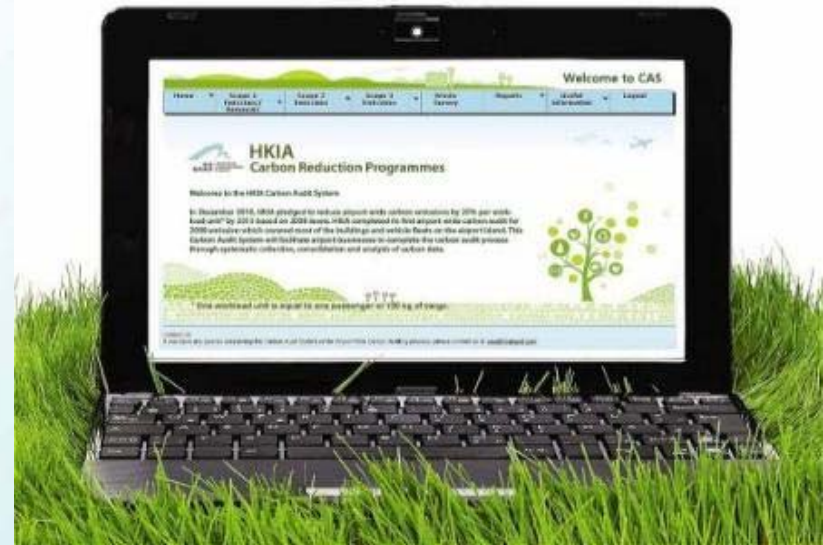 Welcome to CAS
Home Scope 1 Emissions/ Removals Scope 2 Emissions Scope 3 Emissions Waste Survey Reports Useful Information Logout
HKIA
Carbon Reduction Programmes
Welcome to the HKIA Carbon Audit System
In December 2010, HKIA pledged to reduce airport-wide carbon emissions by 25% per work-
load unit* by 2015 based on 2008 levels. HKIA completed its first airport-wide carbon audit for
2008 emission which covered most of the buildings and vehicle fleets on the airport island. This
Carbon Audit System will facilitate airport businesses to complete the carbon audit process
through systematic collection, consolidation and analysis of carbon data.
* One workload unit is equal to one passenger or 100 kg of cargo.